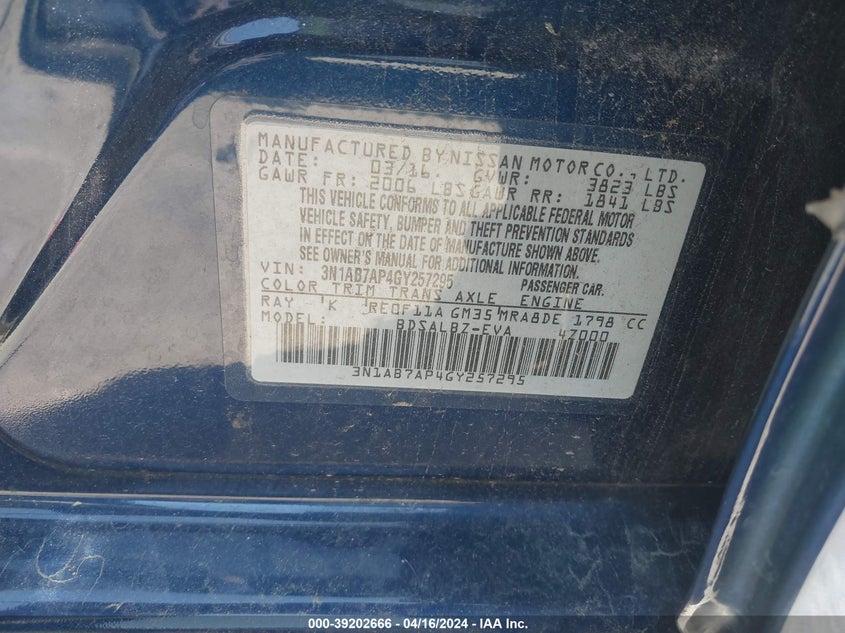 MANUFACTURED BY NISSAN MOTOR CO., LTD.
DATE: 03/16. GVWR: 3823 LBS
GAWR FR: 2006 LBS GAWR RR: 1841 LBS
THIS VEHICLE CONFORMS TO ALL APPLICABLE FEDERAL MOTOR
VEHICLE SAFETY, BUMPER AND THEFT PREVENTION STANDARDS
IN EFFECT ON THE DATE OF MANUFACTURE SHOWN ABOVE.
SEE OWNER'S MANUAL FOR ADDITIONAL INFORMATION.
VIN: 3N1AB7AP4GY257295 PASSENGER CAR.
COLOR TRIM TRANS AXLE ENGINE
RAY 'K 'RE0F11A GM35'MRA8DE 1798 CC
MODEL: BDSALBZ-EVA 47000
3N1AB7AP4GY257295
000-39202666 - 04/16/2024 - IAA Inc.